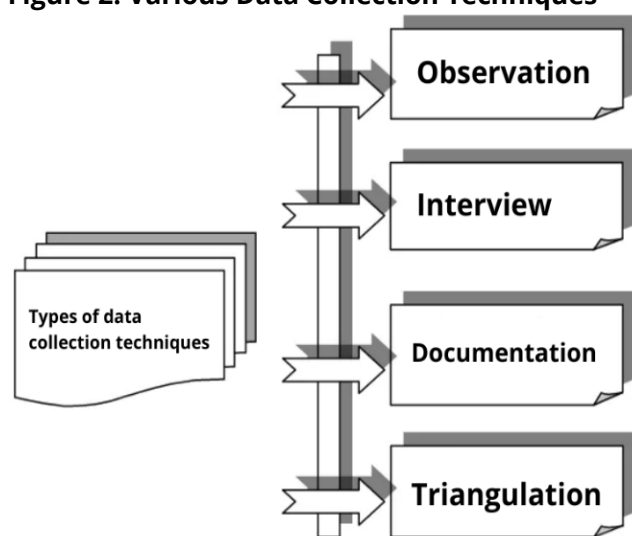 Figure 2. Various Data Collection Techniques
Observation
Interview
Types of data
collection techniques
Documentation
Triangulation